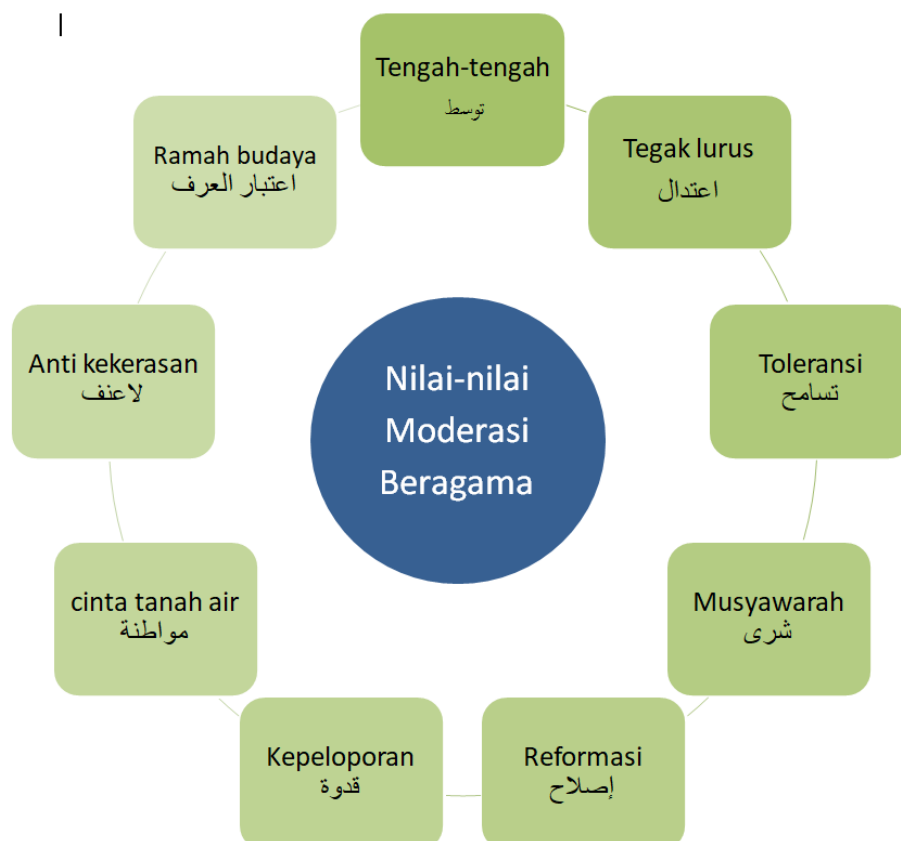 Tengah-tengah
توسط
Tegak lurus
اعتدال
Toleransi
تسامح
Musyawarah
شرى
Reformasi
إصلاح
Kepeloporan
قدوة
cinta tanah air
مواطنة
Anti kekerasan
لاعنف
Ramah budaya
اعتبار العرف
Nilai-nilai
Moderasi
Beragama